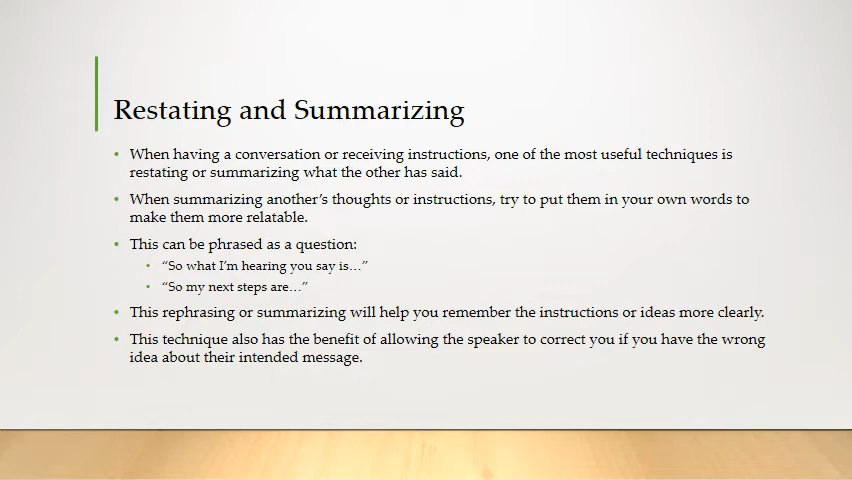 Restating and Summarizing
• When having a conversation or receiving instructions, one of the most useful techniques is
restating or summarizing what the other has said.
• When summarizing another’s thoughts or instructions, try to put them in your own words to
make them more relatable.
• This can be phrased as a question:
• “So what I’m hearing you say is…”
• “So my next steps are…”
• This rephrasing or summarizing will help you remember the instructions or ideas more clearly.
• This technique also has the benefit of allowing the speaker to correct you if you have the wrong
idea about their intended message.